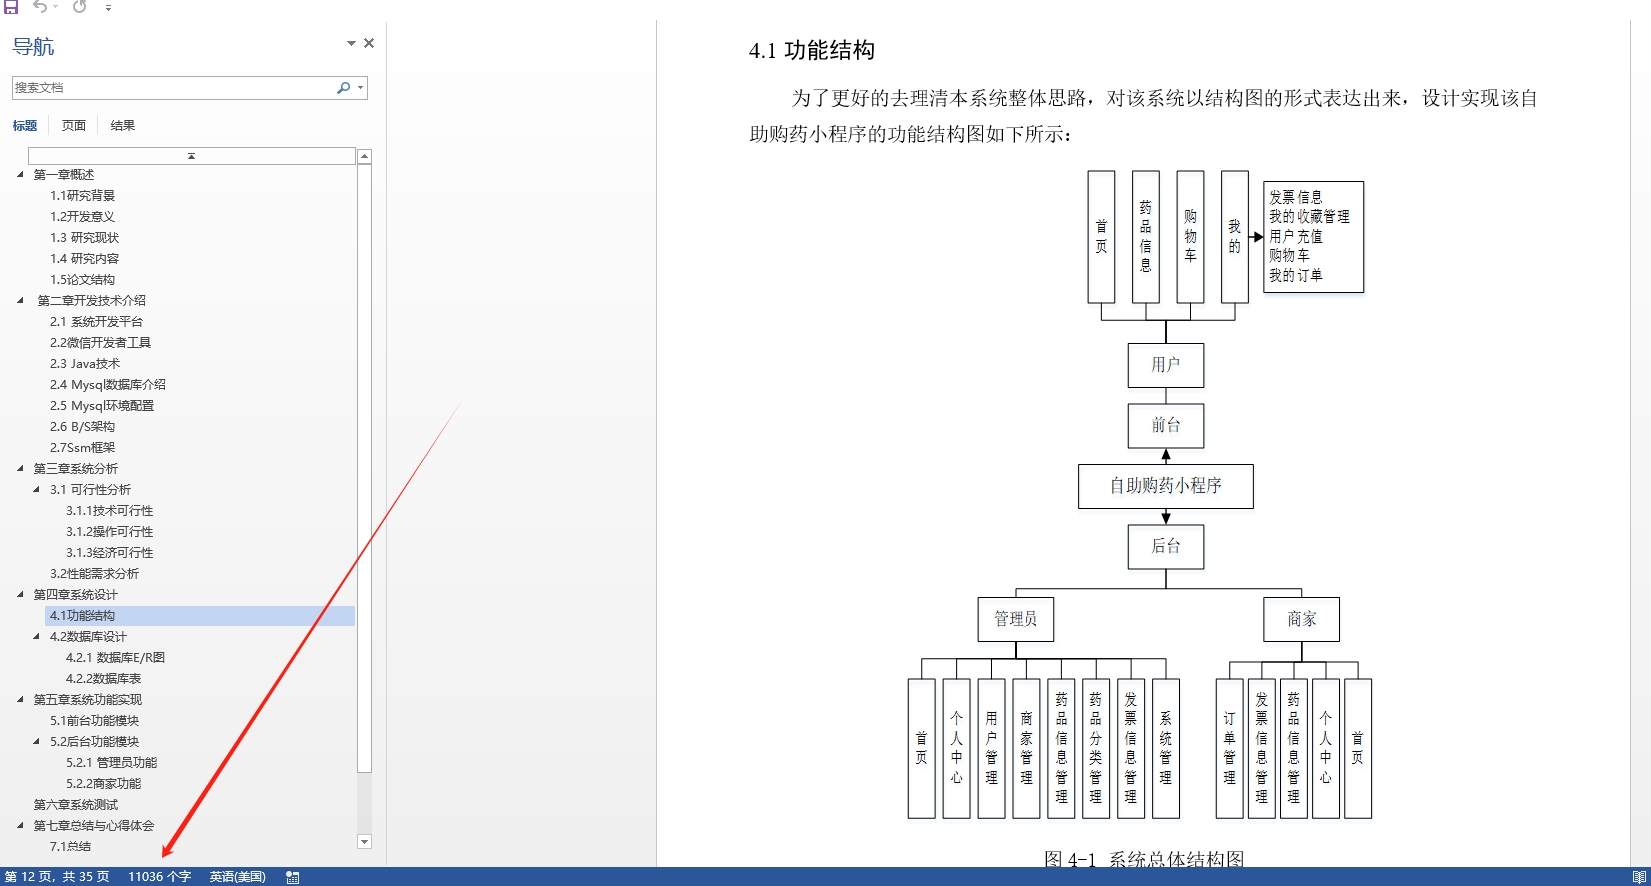 导航
搜索文档
标题 页面 结果
第一章概述
1.1研究背景
1.2开发意义
1.3 研究现状
1.4 研究内容
1.5论文结构
第二章开发技术介绍
2.1 系统开发平台
2.2微信开发者工具
2.3 Java技术
2.4 Mysql数据库介绍
2.5 Mysql环境配置
2.6 B/S架构
2.7Ssm框架
第三章系统分析
3.1 可行性分析
3.1.1技术可行性
3.1.2操作可行性
3.1.3经济可行性
3.2性能需求分析
第四章系统设计
4.1功能结构
4.2数据库设计
4.2.1 数据库E/R图
4.2.2数据库表
第五章系统功能实现
5.1前台功能模块
5.2后台功能模块
5.2.1 管理员功能
5.2.2商家功能
第六章系统测试
第七章总结与心得体会
7.1总结
4.1 功能结构
为了更好的去理清本系统整体思路，对该系统以结构图的形式表达出来，设计实现该自
助购药小程序的功能结构图如下所示：
首页
药品信息
购物车
我的
发票信息
我的收藏管理
用户充值
购物车
我的订单
用户
前台
自助购药小程序
后台
管理员
商家
首页
个人中心
用户管理
商家管理
药品信息管理
药品分类管理
发票信息管理
系统管理
订单管理
发票信息管理
药品信息管理
个人中心
首页
图 4-1 系统总体结构图
第 12 页，共 35 页 11036 个字 英语(美国)